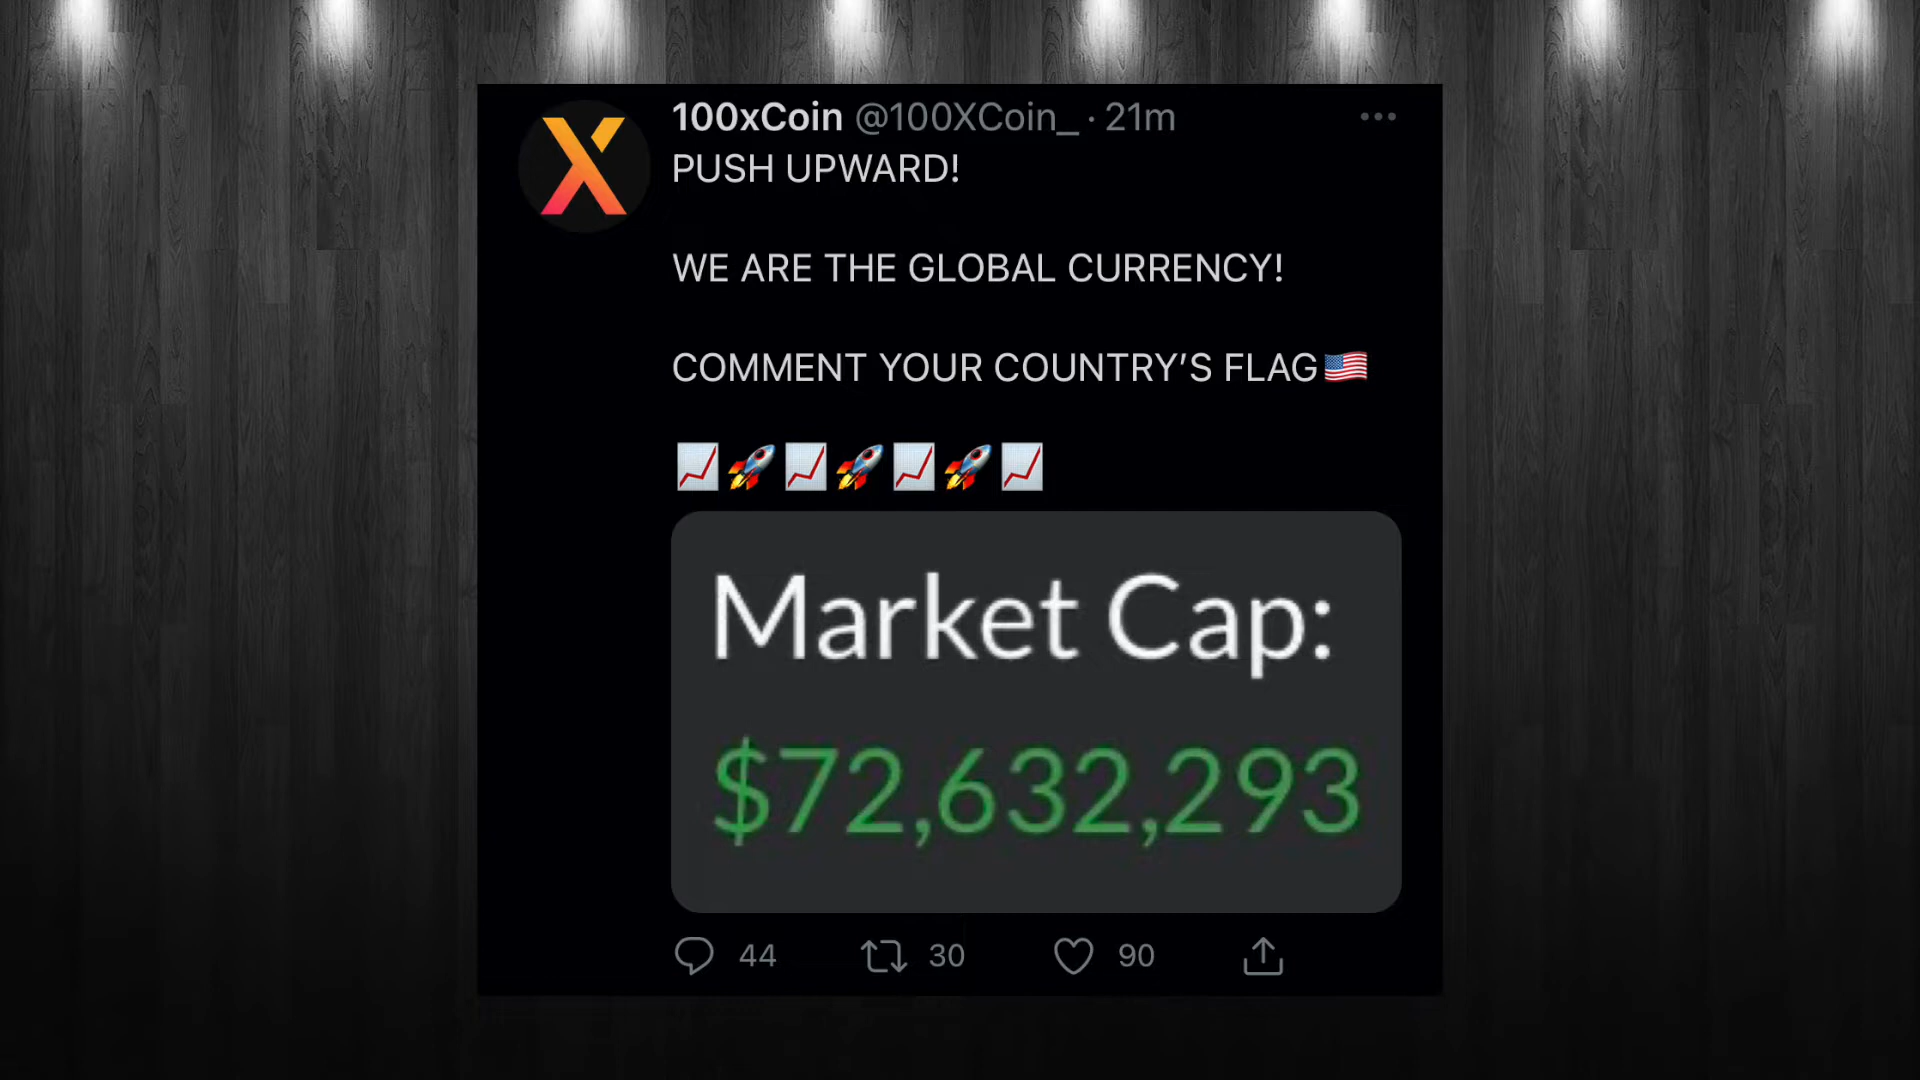 100xCoin @100XCoin_ · 21m
PUSH UPWARD!
WE ARE THE GLOBAL CURRENCY!
COMMENT YOUR COUNTRY’S FLAG🇺🇸
📈🚀📈🚀📈🚀📈
Market Cap:
$72,632,293
44 30 90